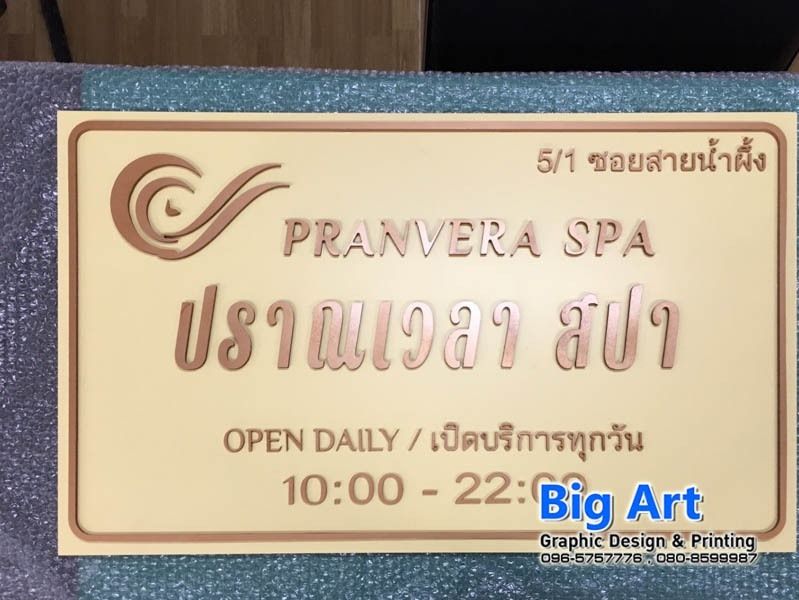 5/1 ซอยสายน้ำผึ้ง
PRANVERA SPA
ปราณเวลา สปา
OPEN DAILY / เปิดบริการทุกวัน
10:00 - 22:00
Big Art
Graphic Design & Printing
096-5757776 , 080-8599987